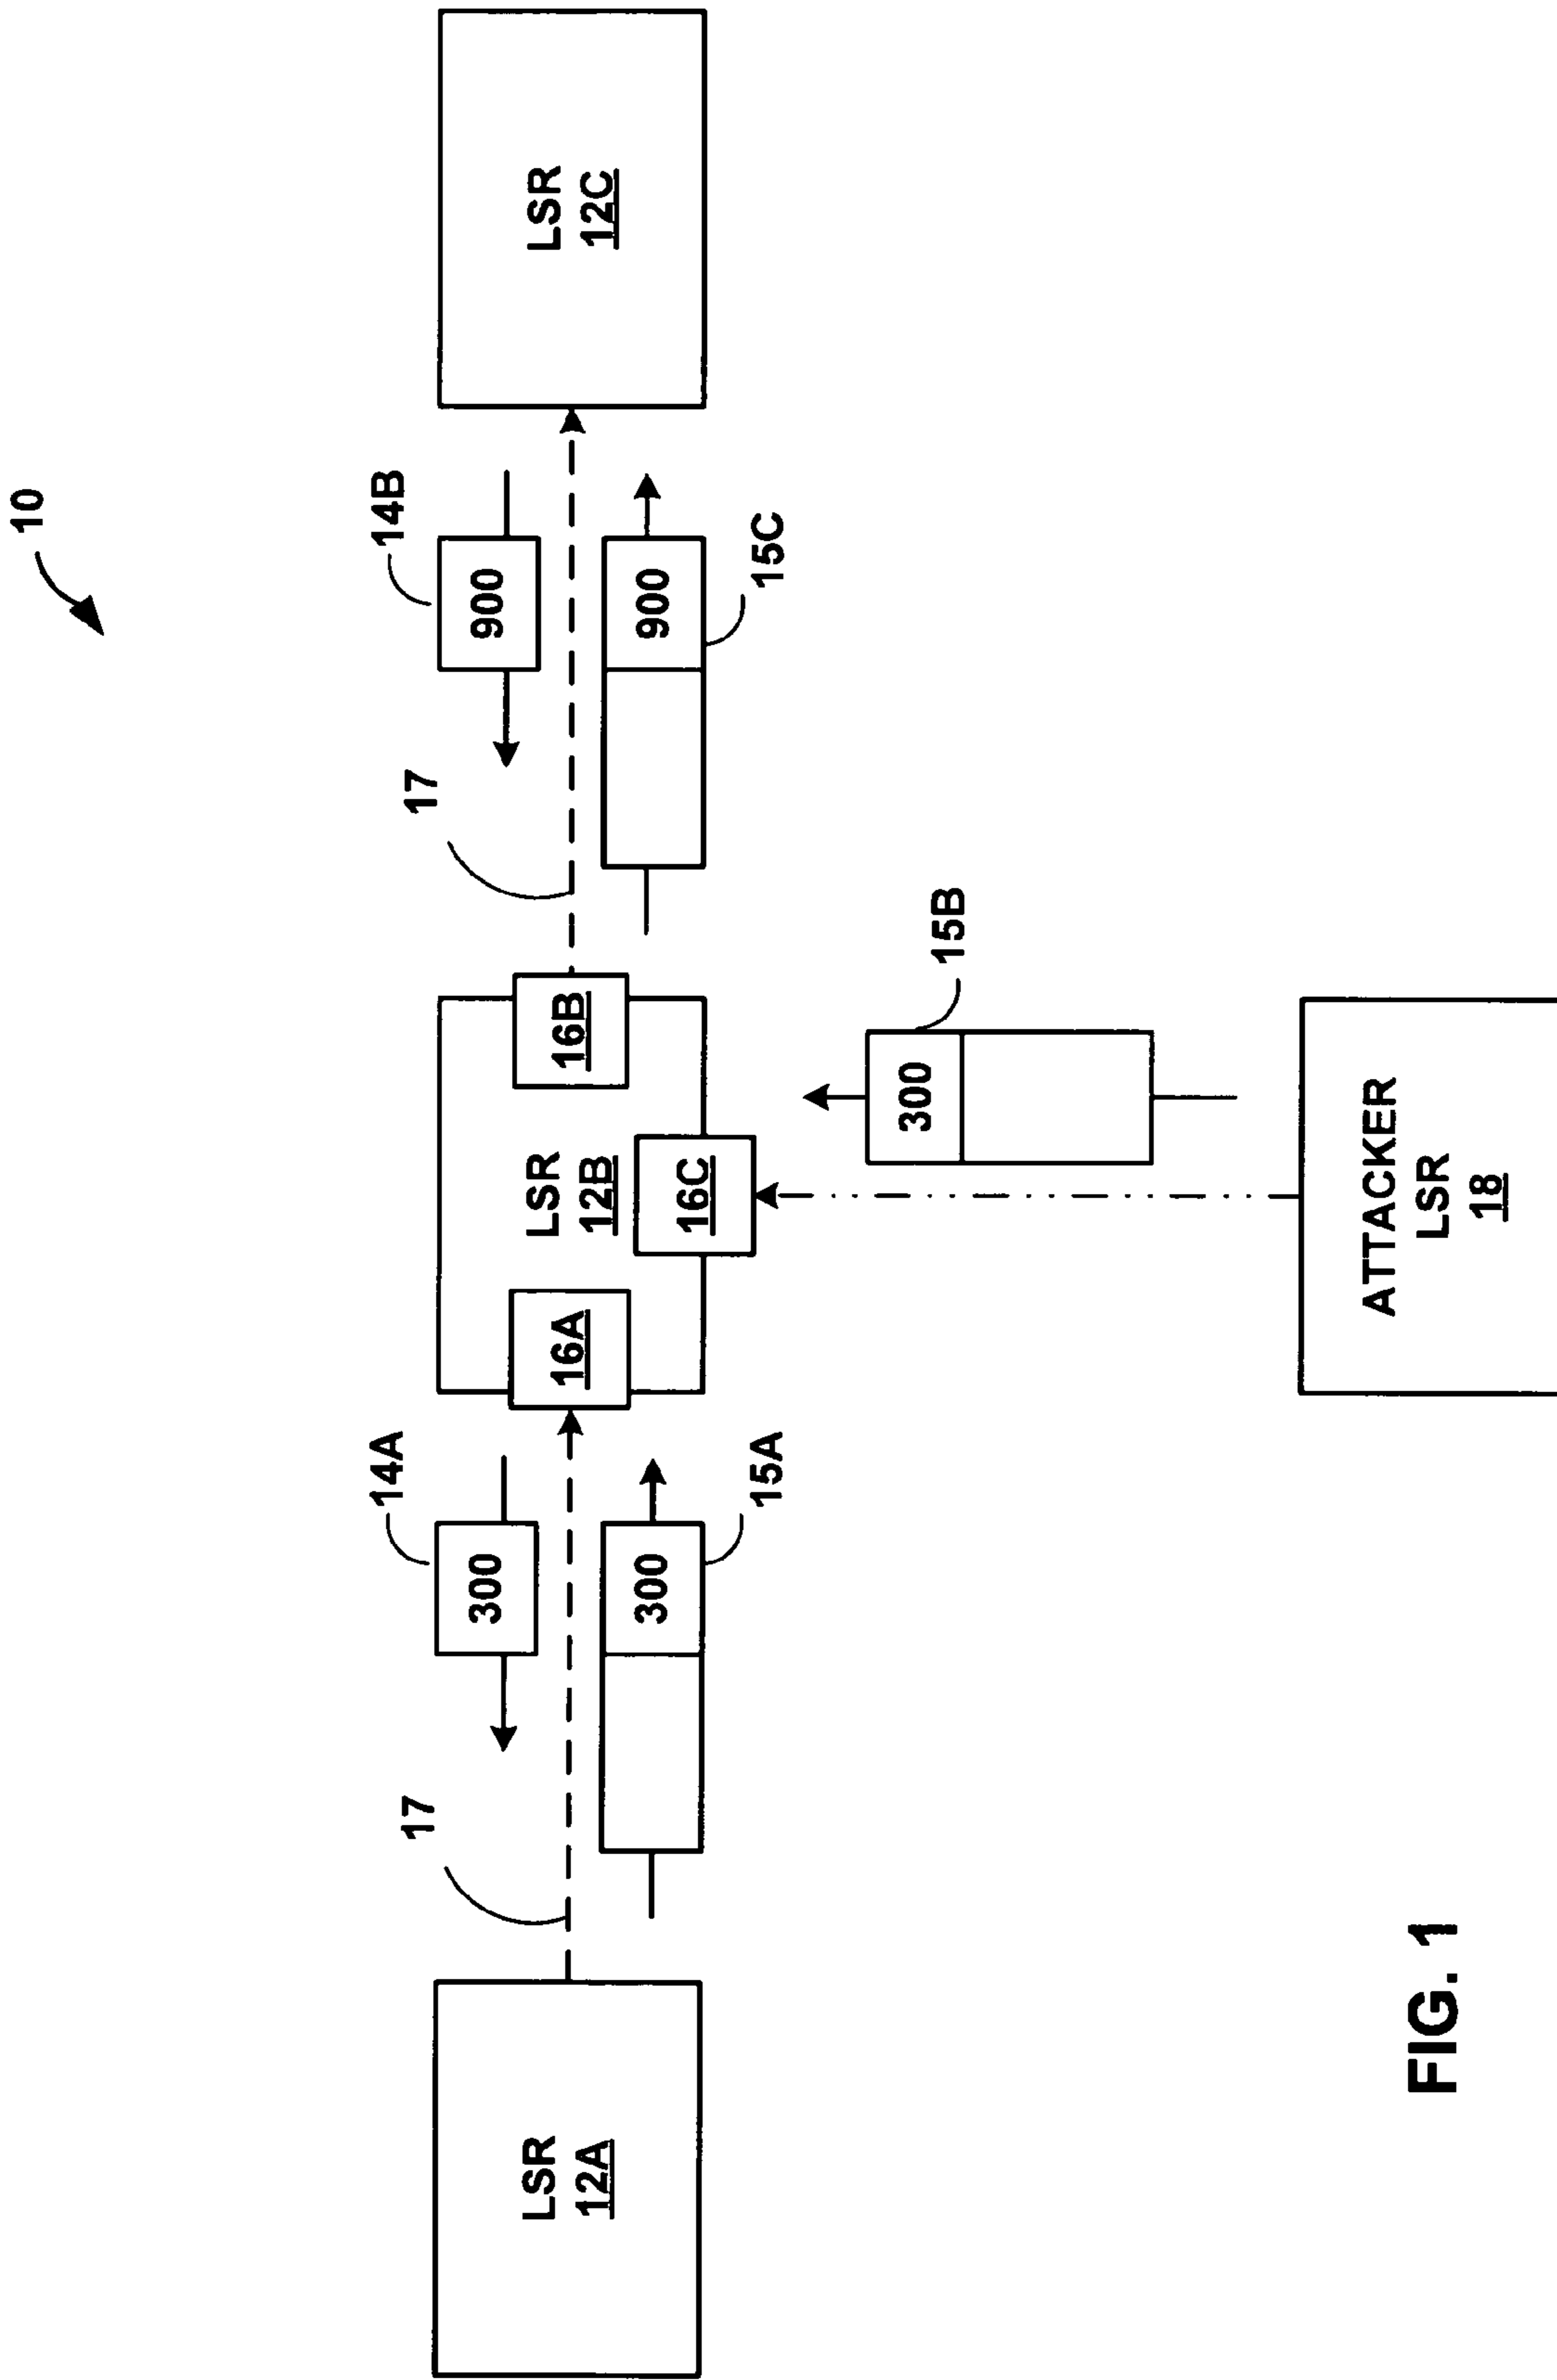 10
14A
300
17
14B
900
17
LSR
12A
16A
LSR
12B
16B
16C
LSR
12C
300
15A
900
15C
300
15B
ATTACKER
LSR
18
FIG. 1